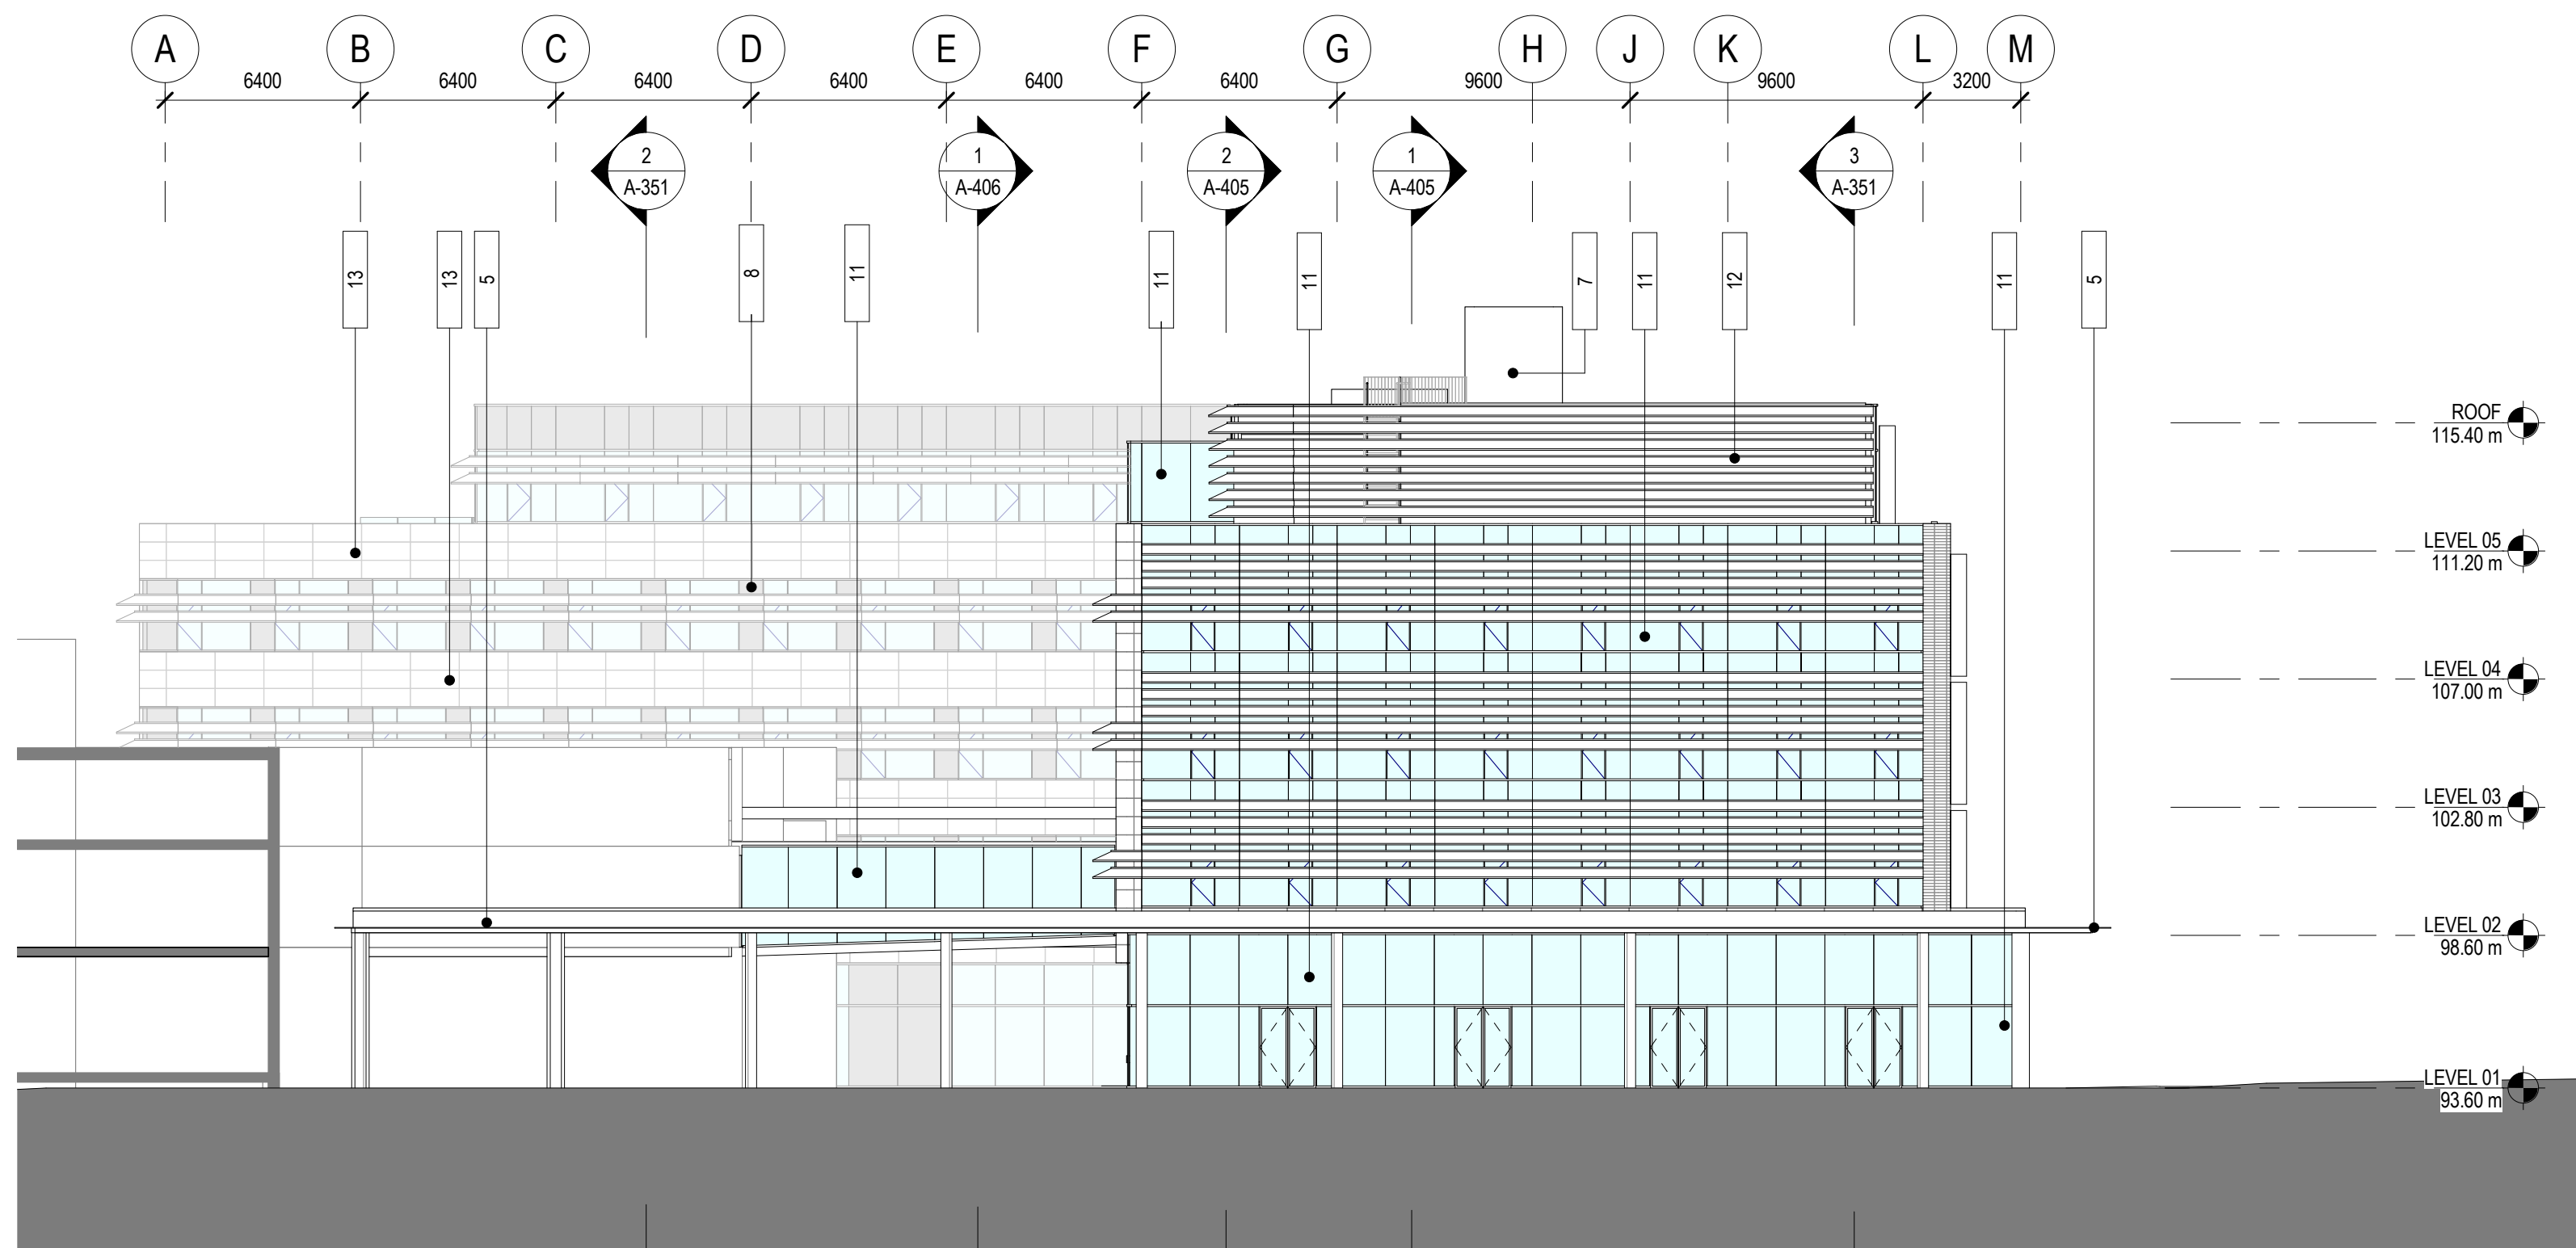 A B C D E F G H J K L M
6400 6400 6400 6400 6400 6400 9600 9600 3200
2 1 2 1 3
A-351 A-406 A-405 A-405 A-351
13 13 5 8 11 11 11 7 11 12 11 5
ROOF
115.40 m
LEVEL 05
111.20 m
LEVEL 04
107.00 m
LEVEL 03
102.80 m
LEVEL 02
98.60 m
LEVEL 01
93.60 m